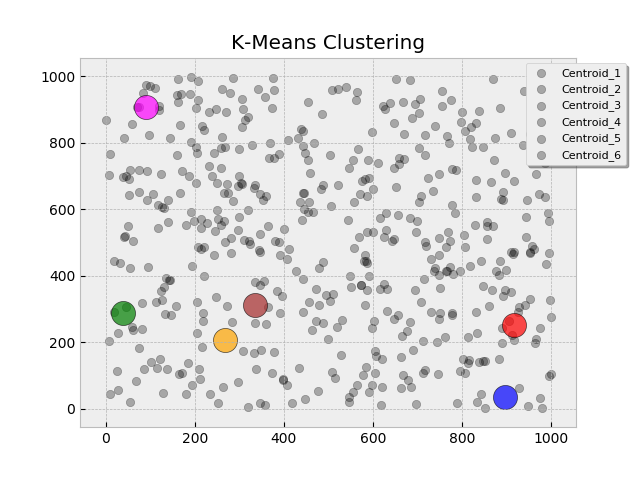 K-Means Clustering
1000
800
600
400
200
0
0 200 400 600 800 1000
Centroid_1
Centroid_2
Centroid_3
Centroid_4
Centroid_5
Centroid_6